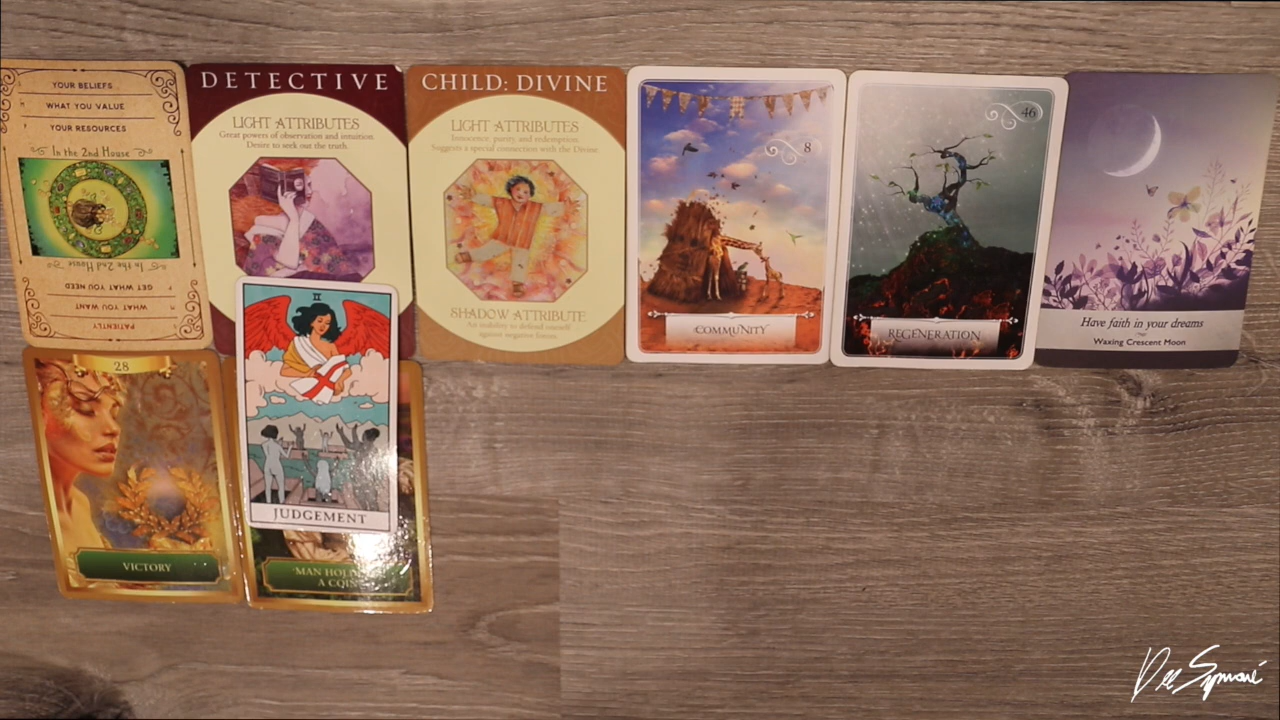 YOUR BELIEFS
WHAT YOU VALUE
YOUR RESOURCES
In the 2nd House
In the 2nd House
GET WHAT YOU NEED
WHAT YOU WANT
PATIENTLY
DETECTIVE
LIGHT ATTRIBUTES
Great powers of observation and intuition.
Desire to seek out the truth.
CHILD: DIVINE
LIGHT ATTRIBUTES
Innocence, purity, and redemption.
Suggests a special connection with the Divine.
SHADOW ATTRIBUTE
An inability to defend yourself
against negative forces.
8
COMMUNITY
46
REGENERATION
Have faith in your dreams
Waxing Crescent Moon
28
VICTORY
JUDGEMENT
MAN
A COIN
Dee Symoné